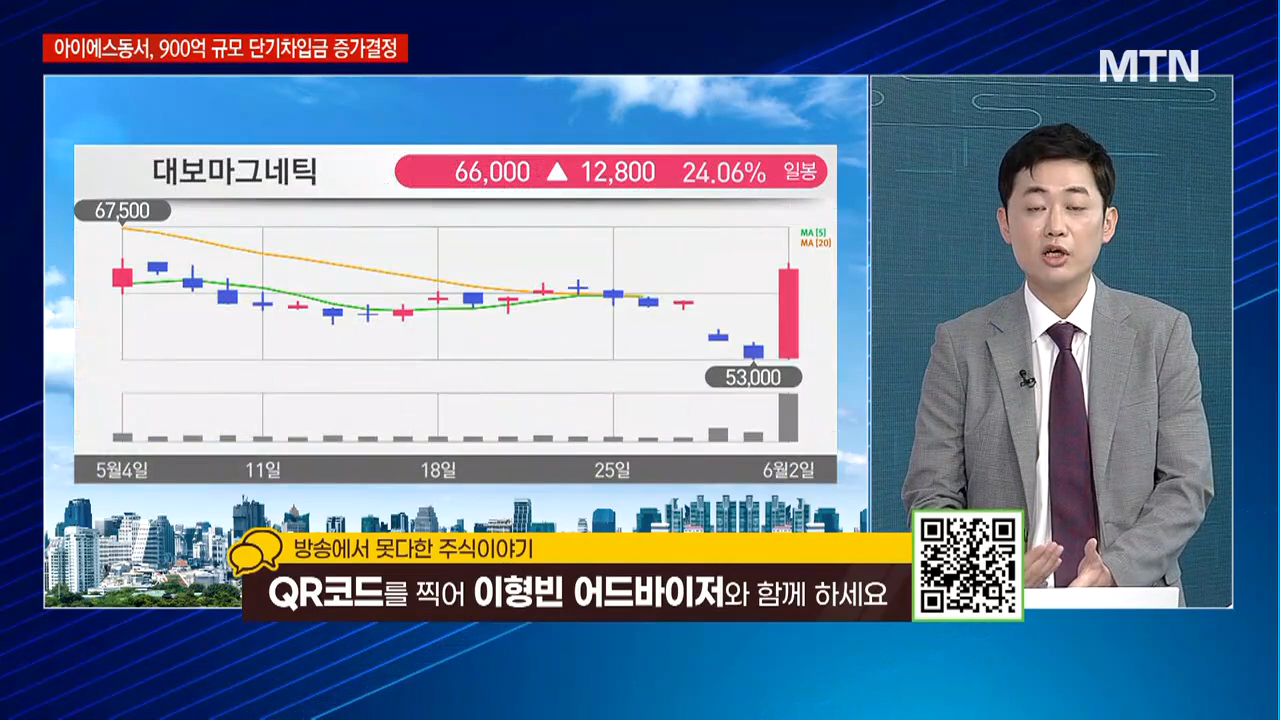 아이에스동서, 900억 규모 단기차입금 증가결정
MTN
대보마그네틱
66,000 ▲ 12,800 24.06% 일봉
67,500
MA [5]
MA [20]
53,000
5월4일 11일 18일 25일 6월2일
방송에서 못다한 주식이야기
QR코드를 찍어 이형빈 어드바이저와 함께 하세요